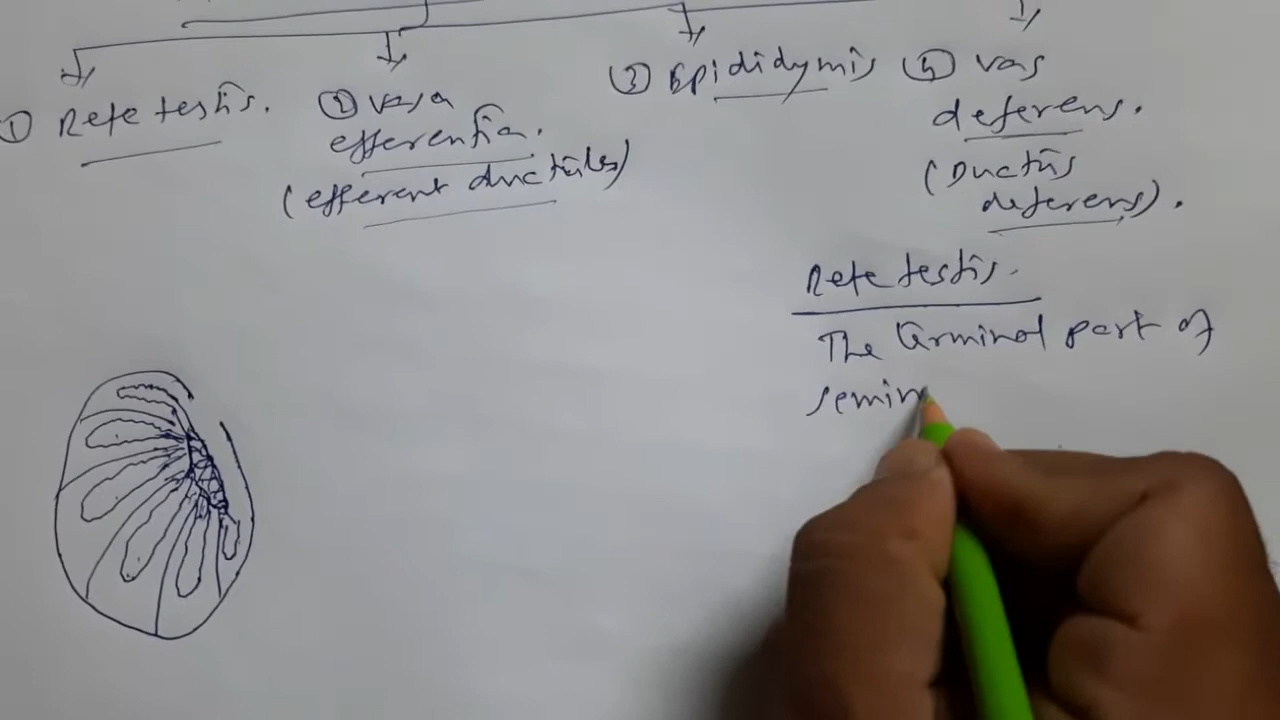 ① Rete testis.
② vasa
efferentia.
(efferent ductules)
③ Epididymis
④ vas
deferens.
(Ductus
deferens).
Rete testis.
The terminal part of
semin